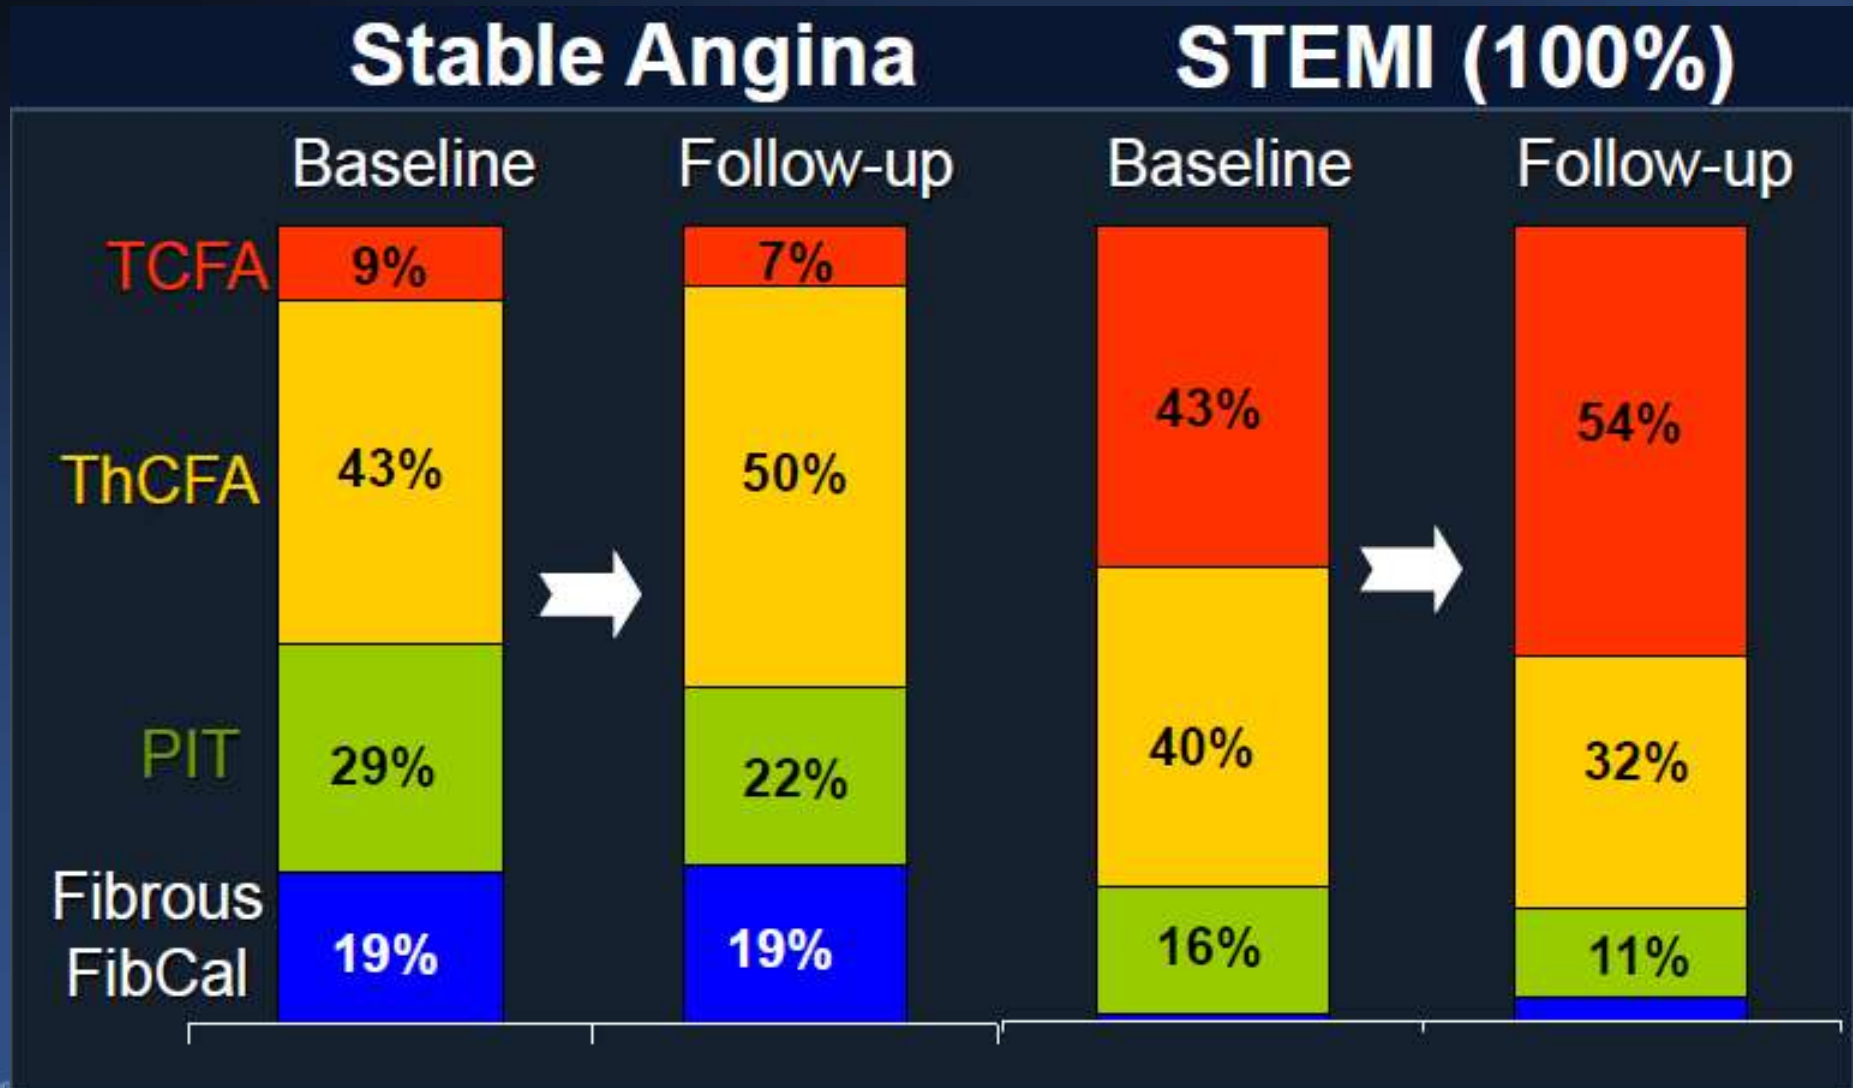 Stable Angina
STEMI (100%)
Baseline
Follow-up
Baseline
Follow-up
TCFA
9%
7%
43%
54%
ThCFA
43%
50%
40%
32%
PIT
29%
22%
16%
11%
Fibrous
FibCal
19%
19%